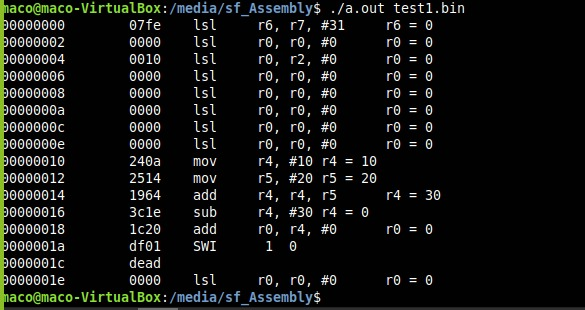 maco@maco-VirtualBox:/media/sf_Assembly$ ./a.out test1.bin
00000000 07fe lsl r6, r7, #31 r6 = 0
00000002 0000 lsl r0, r0, #0 r0 = 0
00000004 0010 lsl r0, r2, #0 r0 = 0
00000006 0000 lsl r0, r0, #0 r0 = 0
00000008 0000 lsl r0, r0, #0 r0 = 0
0000000a 0000 lsl r0, r0, #0 r0 = 0
0000000c 0000 lsl r0, r0, #0 r0 = 0
0000000e 0000 lsl r0, r0, #0 r0 = 0
00000010 240a mov r4, #10 r4 = 10
00000012 2514 mov r5, #20 r5 = 20
00000014 1964 add r4, r4, r5 r4 = 30
00000016 3c1e sub r4, #30 r4 = 0
00000018 1c20 add r0, r4, #0 r0 = 0
0000001a df01 SWI 1 0
0000001c dead
0000001e 0000 lsl r0, r0, #0 r0 = 0
maco@maco-VirtualBox:/media/sf_Assembly$